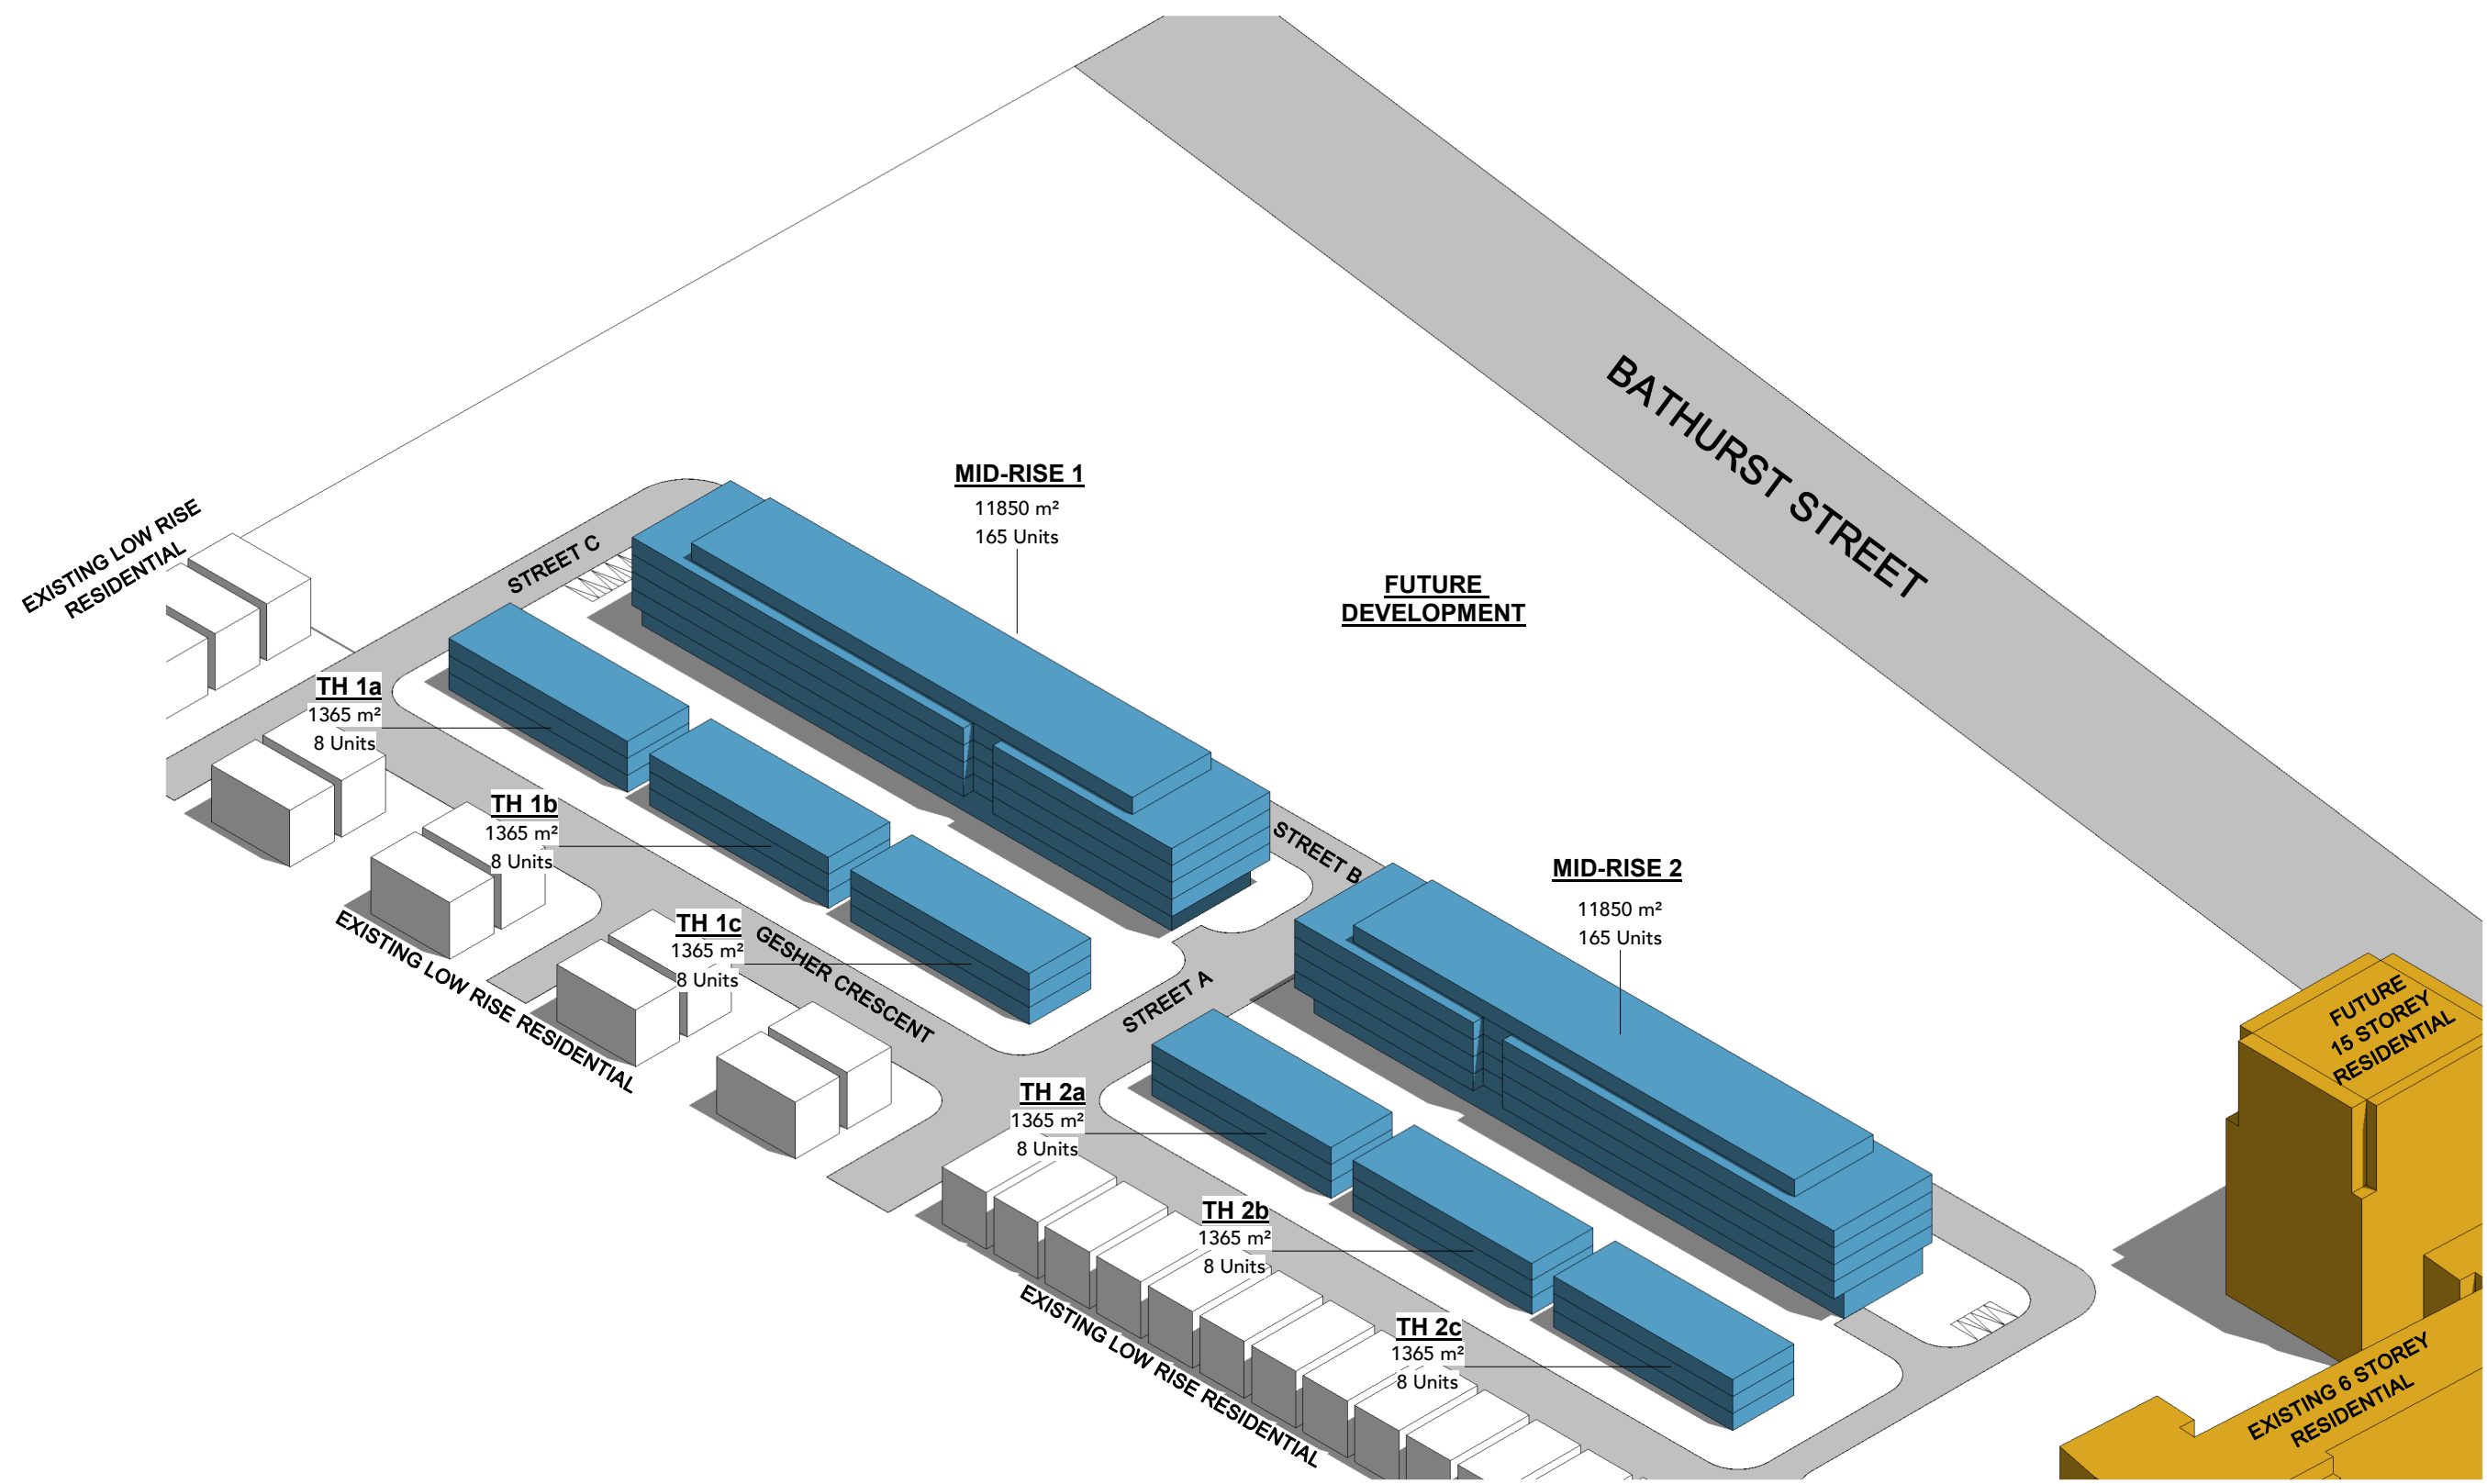 BATHURST STREET
MID-RISE 1
11850 m²
165 Units
FUTURE
DEVELOPMENT
EXISTING LOW RISE
RESIDENTIAL
STREET C
TH 1a
1365 m²
8 Units
TH 1b
1365 m²
8 Units
TH 1c
1365 m²
8 Units
GESHER CRESCENT
EXISTING LOW RISE RESIDENTIAL
STREET B
STREET A
MID-RISE 2
11850 m²
165 Units
TH 2a
1365 m²
8 Units
TH 2b
1365 m²
8 Units
TH 2c
1365 m²
8 Units
EXISTING LOW RISE RESIDENTIAL
FUTURE
15 STOREY
RESIDENTIAL
EXISTING 6 STOREY
RESIDENTIAL